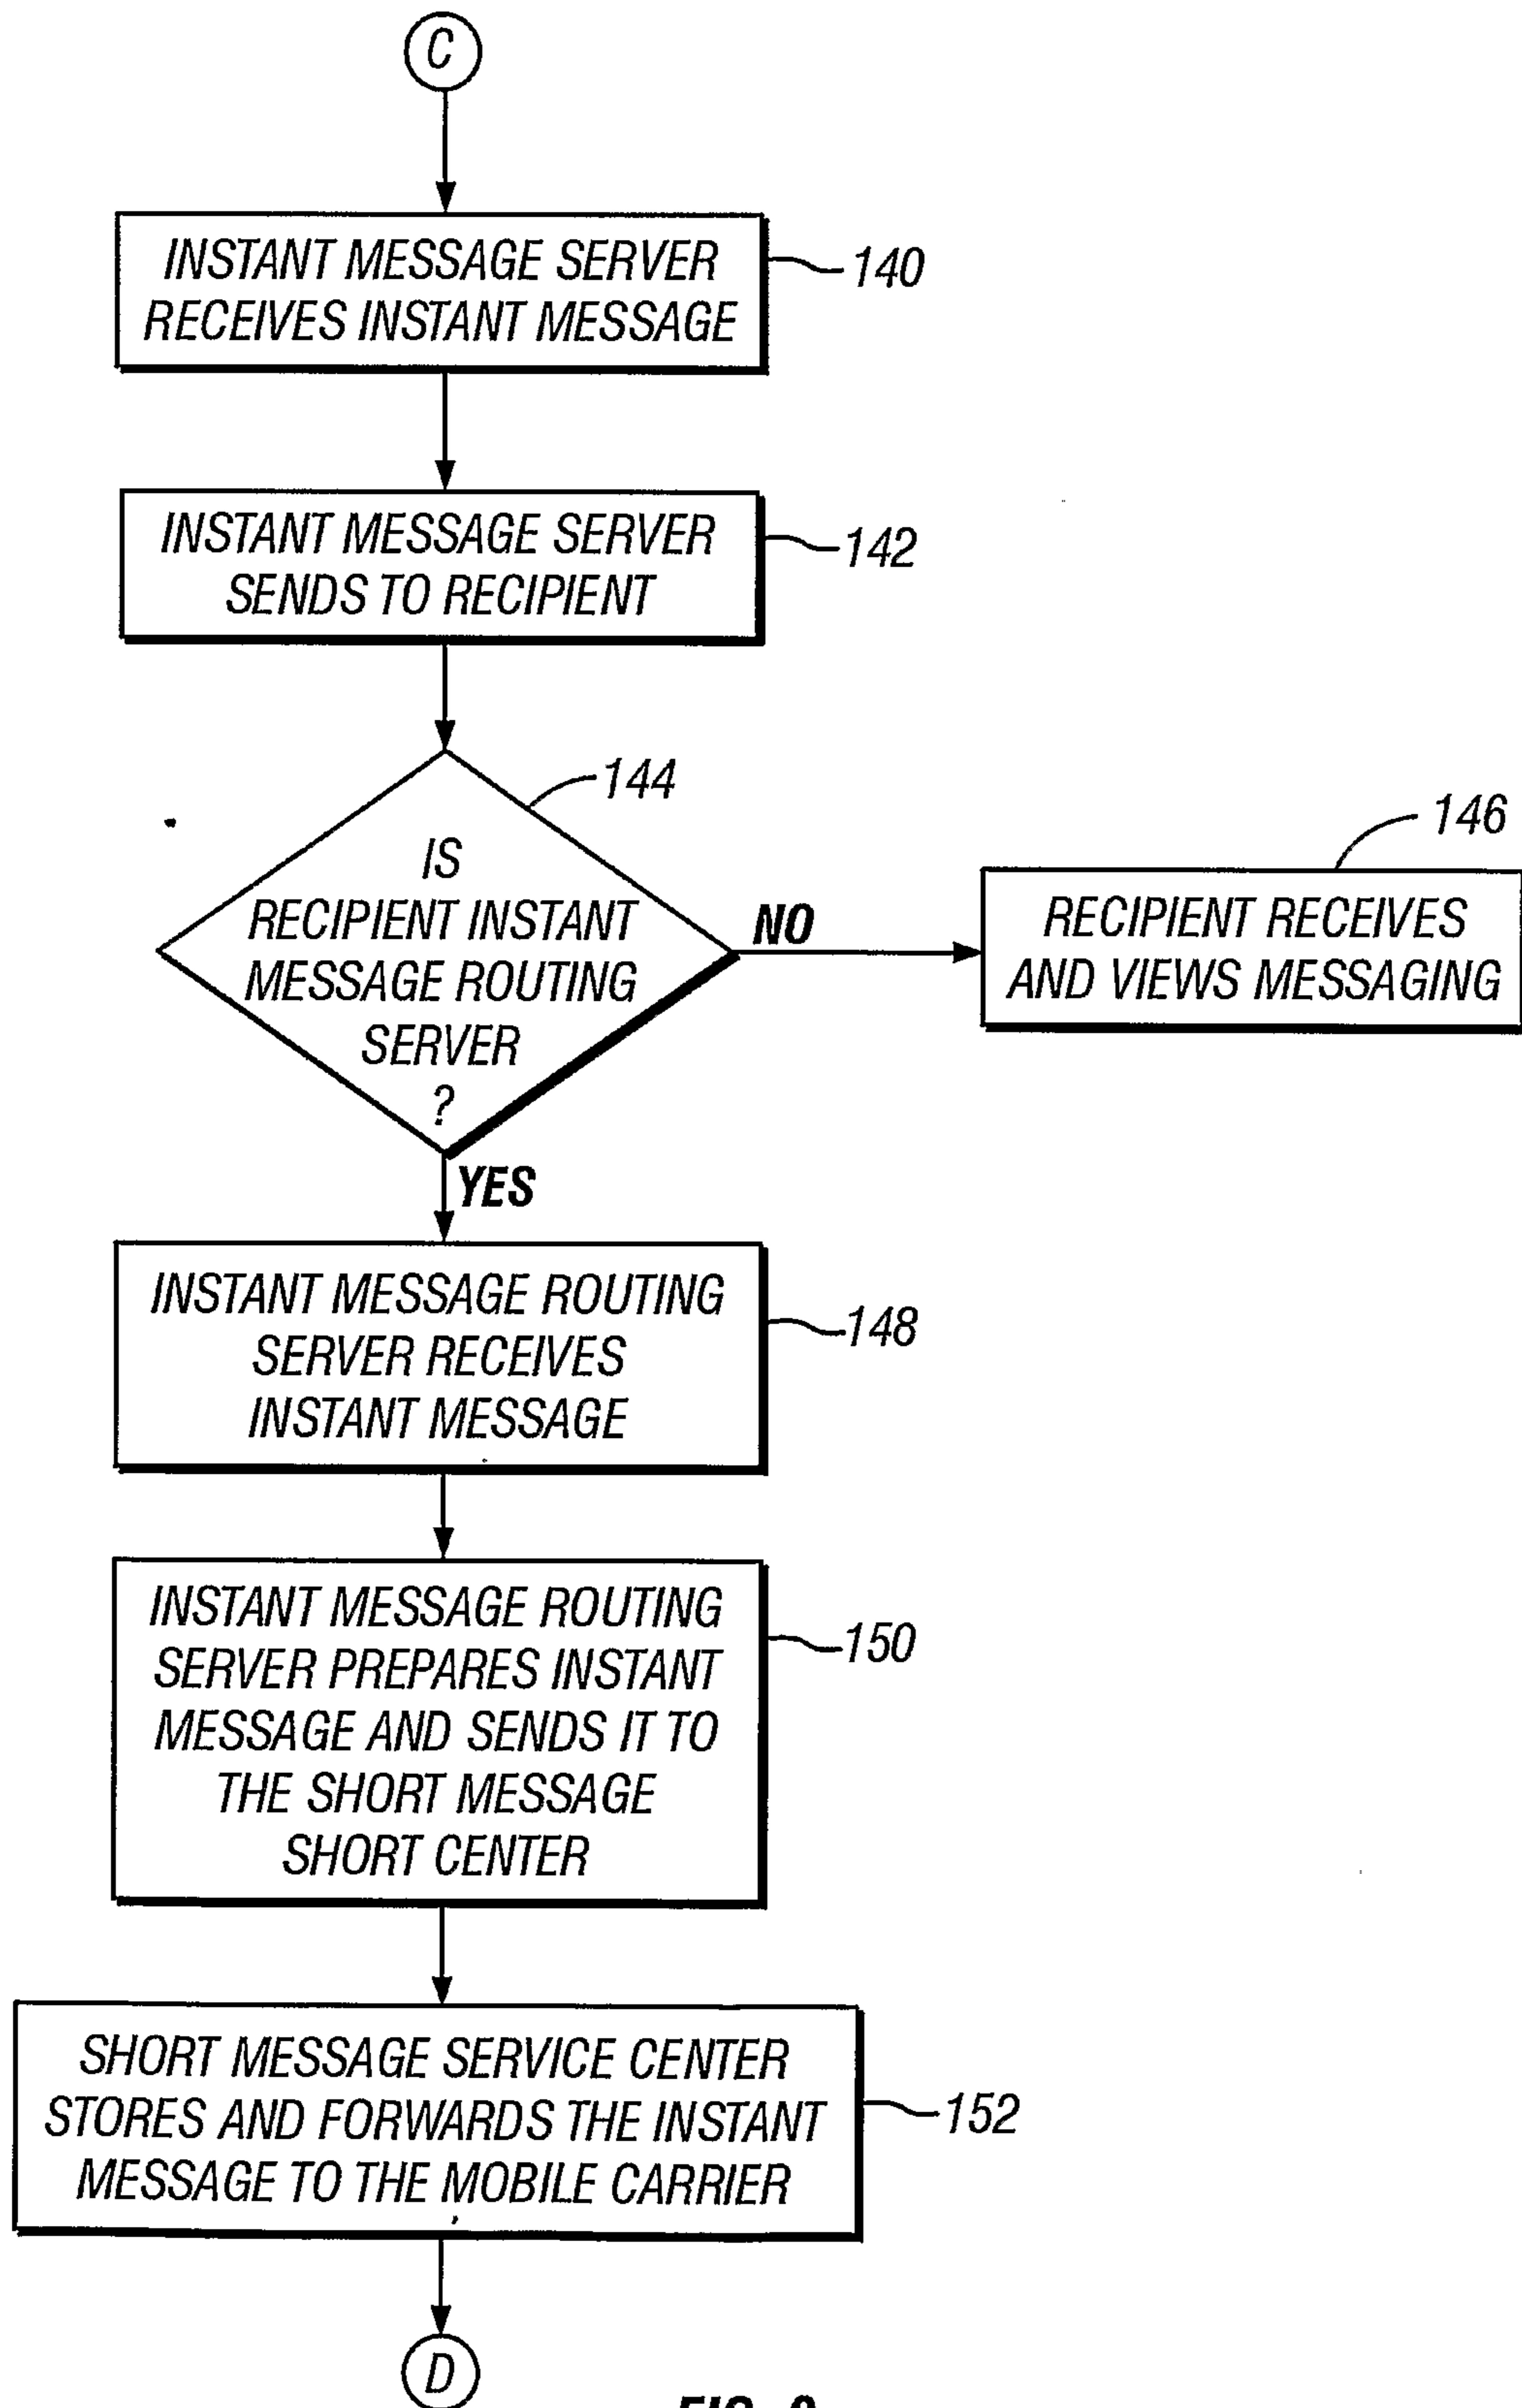 C
INSTANT MESSAGE SERVER
RECEIVES INSTANT MESSAGE
140
INSTANT MESSAGE SERVER
SENDS TO RECIPIENT
142
144
IS
RECIPIENT INSTANT
MESSAGE ROUTING
SERVER
?
NO
146
RECIPIENT RECEIVES
AND VIEWS MESSAGING
YES
INSTANT MESSAGE ROUTING
SERVER RECEIVES
INSTANT MESSAGE
148
INSTANT MESSAGE ROUTING
SERVER PREPARES INSTANT
MESSAGE AND SENDS IT TO
THE SHORT MESSAGE
SHORT CENTER
150
SHORT MESSAGE SERVICE CENTER
STORES AND FORWARDS THE INSTANT
MESSAGE TO THE MOBILE CARRIER
152
D
FIG.